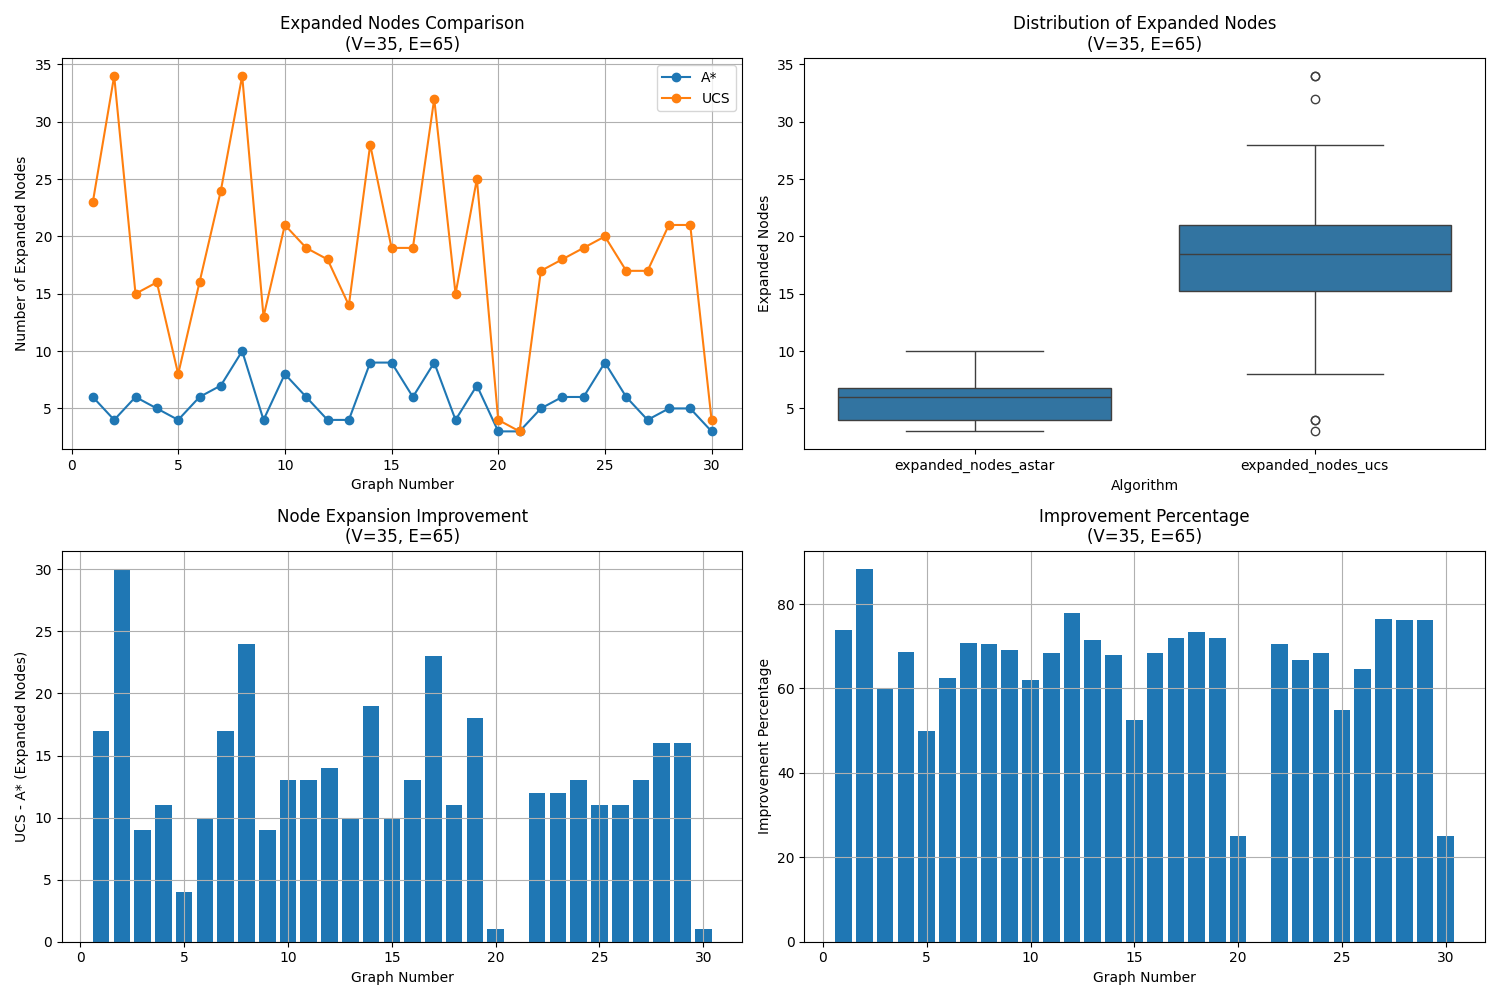 Expanded Nodes Comparison
(V=35, E=65)
35
30
25
20
15
10
5
Number of Expanded Nodes
A*
UCS
0 5 10 15 20 25 30
Graph Number
Distribution of Expanded Nodes
(V=35, E=65)
35
30
25
20
15
10
5
Expanded Nodes
expanded_nodes_astar expanded_nodes_ucs
Algorithm
Node Expansion Improvement
(V=35, E=65)
30
25
20
15
10
5
0
UCS - A* (Expanded Nodes)
0 5 10 15 20 25 30
Graph Number
Improvement Percentage
(V=35, E=65)
80
60
40
20
0
Improvement Percentage
0 5 10 15 20 25 30
Graph Number